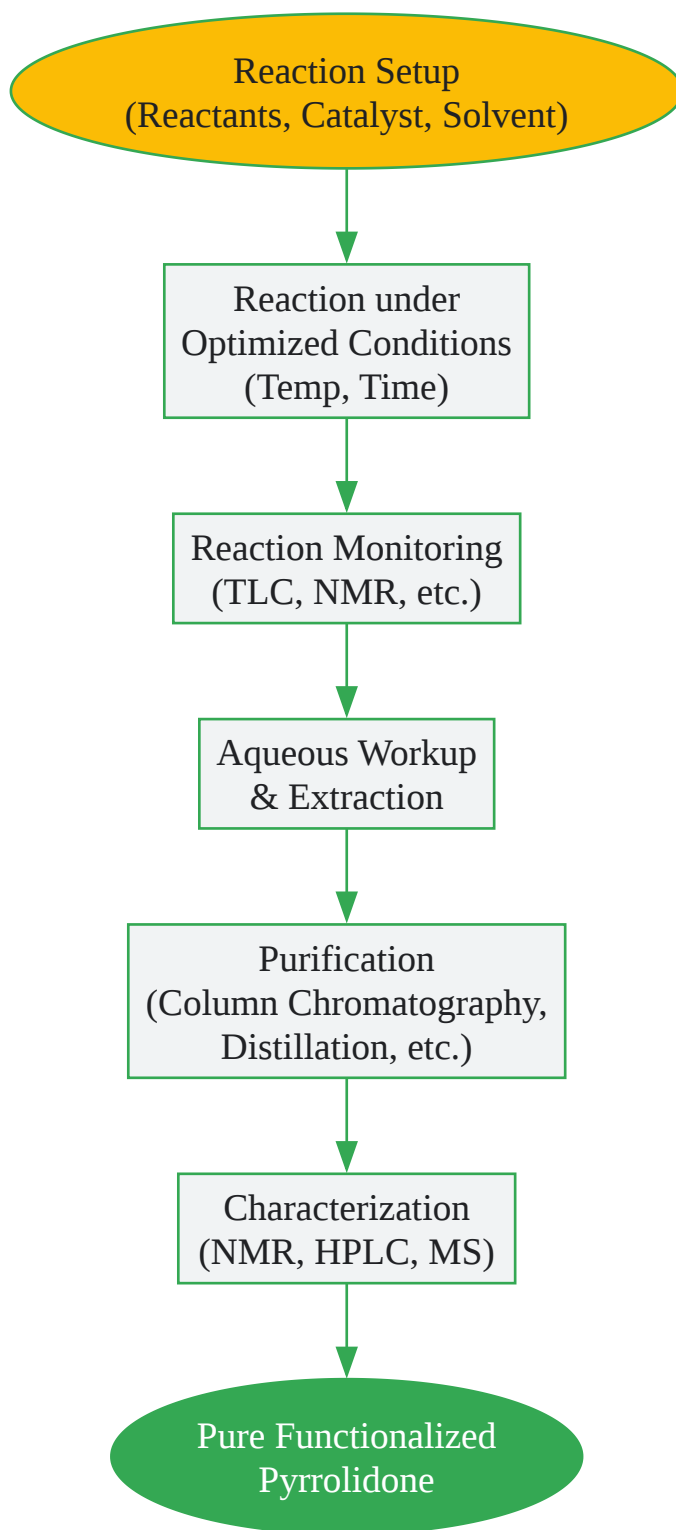 Reaction Setup
(Reactants, Catalyst, Solvent)
Reaction under
Optimized Conditions
(Temp, Time)
Reaction Monitoring
(TLC, NMR, etc.)
Aqueous Workup
& Extraction
Purification
(Column Chromatography,
Distillation, etc.)
Characterization
(NMR, HPLC, MS)
Pure Functionalized
Pyrrolidone